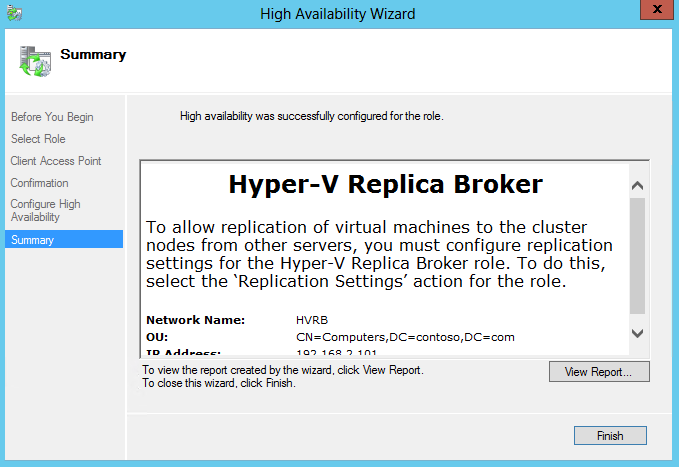 High Availability Wizard
x
Summary
Before You Begin
Select Role
Client Access Point
Confirmation
Configure High
Availability
Summary
High availability was successfully configured for the role.
Hyper-V Replica Broker
To allow replication of virtual machines to the cluster
nodes from other servers, you must configure replication
settings for the Hyper-V Replica Broker role. To do this,
select the ‘Replication Settings’ action for the role.
Network Name: HVRB
OU: CN=Computers,DC=contoso,DC=com
IP Address: 192.168.2.101
To view the report created by the wizard, click View Report.
To close this wizard, click Finish.
View Report...
Finish